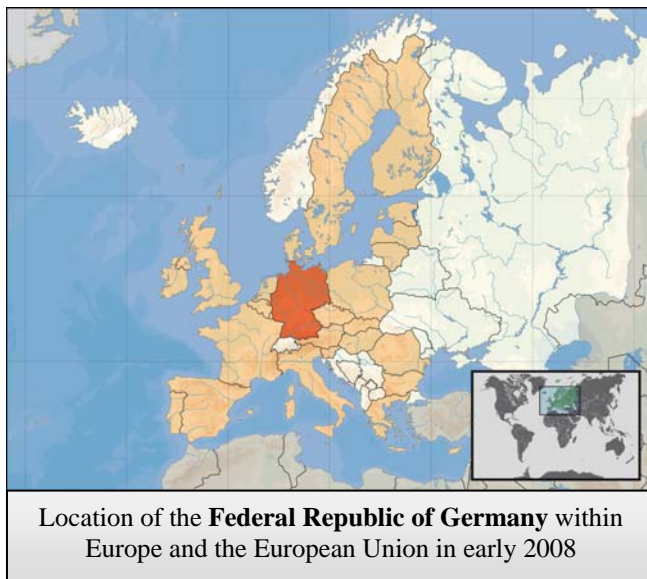 Location of the Federal Republic of Germany within
Europe and the European Union in early 2008